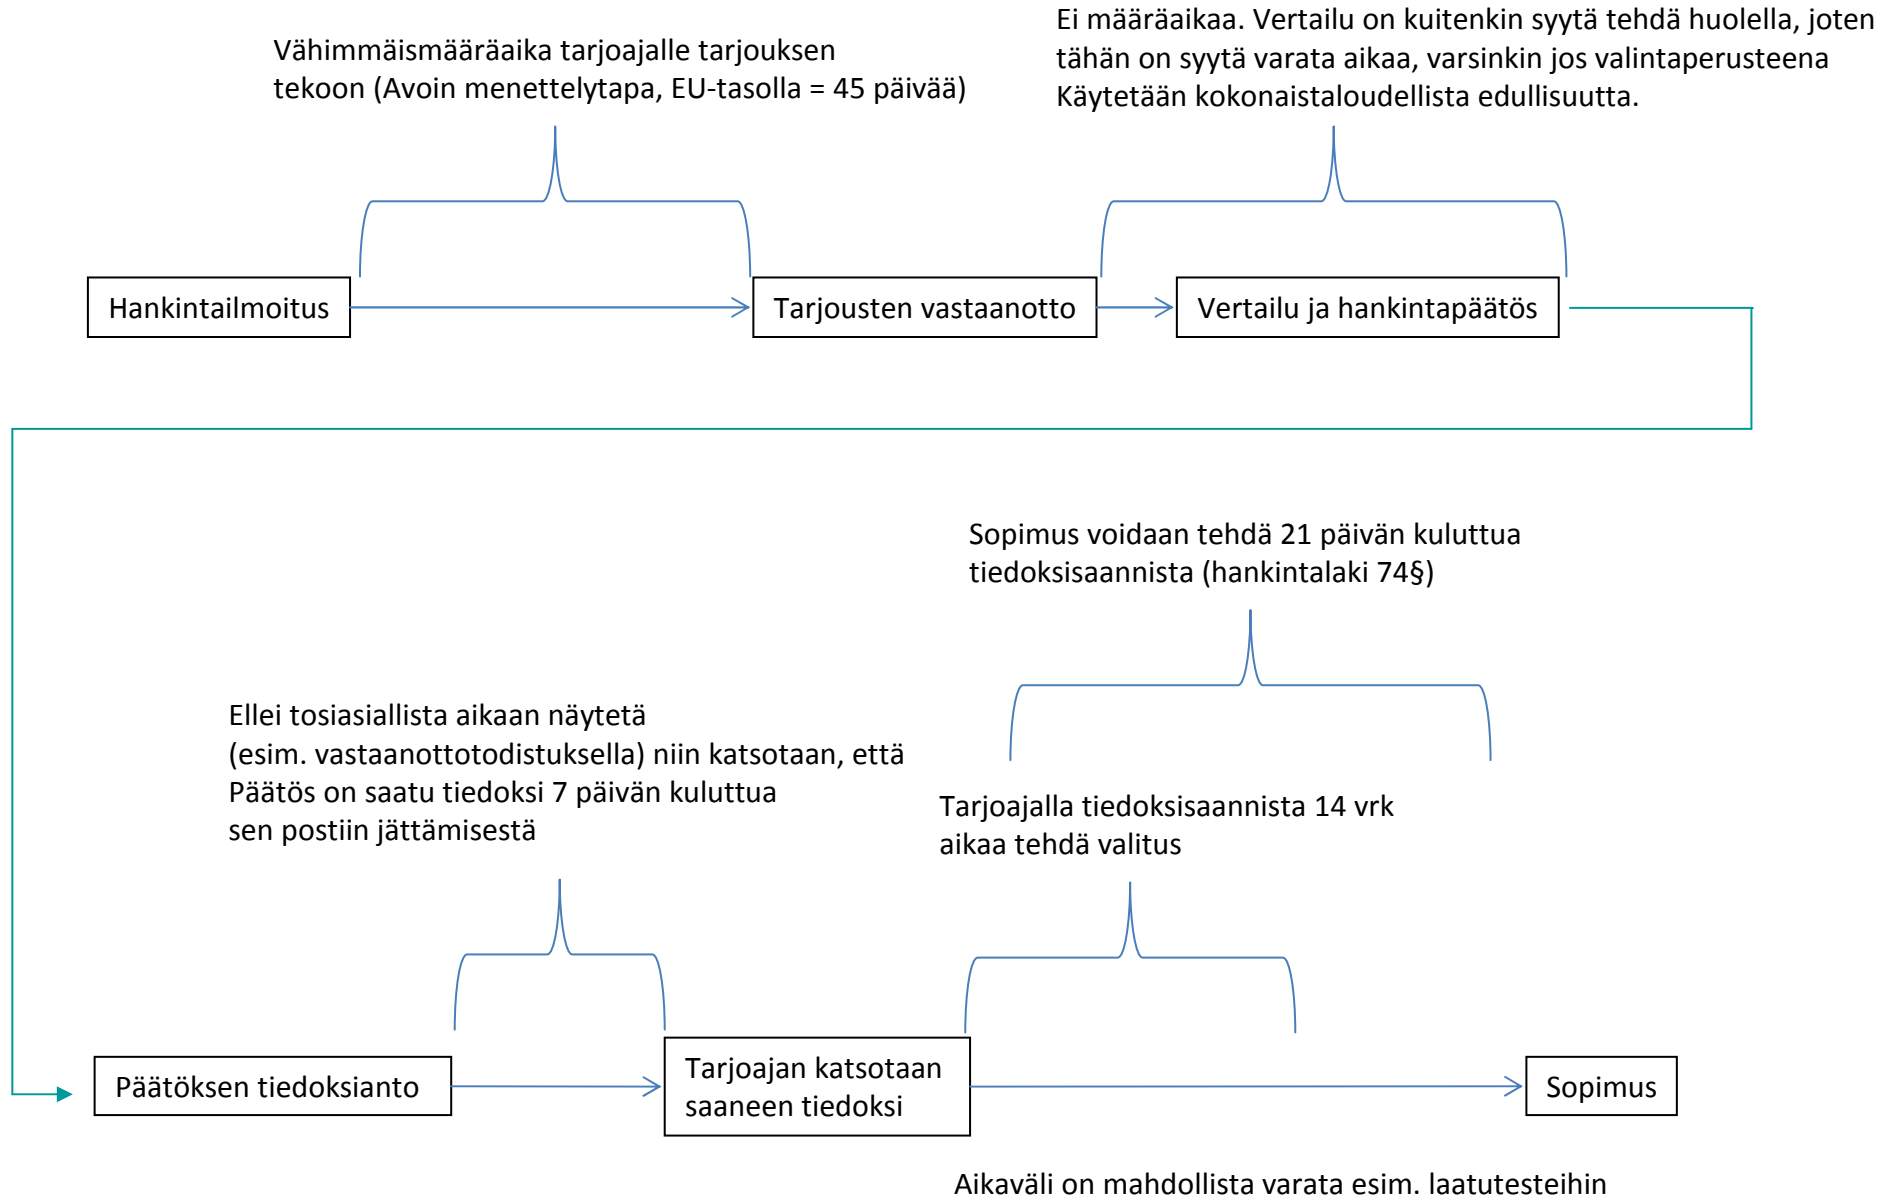 Vähimmäismääräaika tarjoajalle tarjouksen
tekoon (Avoin menettelytapa, EU-tasolla = 45 päivää)
Ei määräaikaa. Vertailu on kuitenkin syytä tehdä huolella, joten
tähän on syytä varata aikaa, varsinkin jos valintaperusteena
Käytetään kokonaistaloudellista edullisuutta.
Hankintailmoitus
Tarjousten vastaanotto
Vertailu ja hankintapäätös
Sopimus voidaan tehdä 21 päivän kuluttua
tiedoksisaannista (hankintalaki 74§)
Ellei tosiasiallista aikaan näytetä
(esim. vastaanottotodistuksella) niin katsotaan, että
Päätös on saatu tiedoksi 7 päivän kuluttua
sen postiin jättämisestä
Tarjoajalla tiedoksisaannista 14 vrk
aikaa tehdä valitus
Päätöksen tiedoksianto
Tarjoajan katsotaan
saaneen tiedoksi
Sopimus
Aikaväli on mahdollista varata esim. laatutesteihin